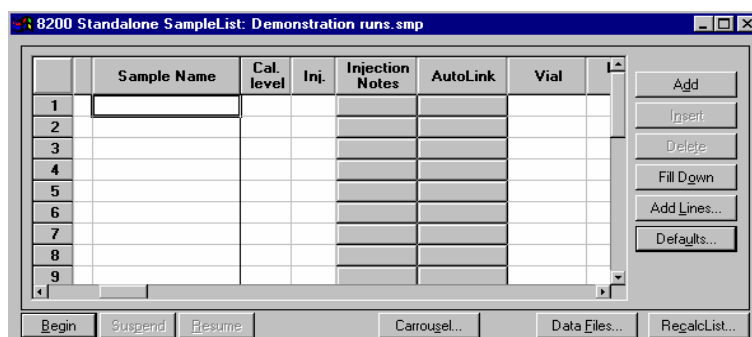 8200 Standalone SampleList: Demonstration runs.smp
Sample Name Cal. level Inj. Injection Notes AutoLink Vial
1
2
3
4
5
6
7
8
9
Add
Insert
Delete
Fill Down
Add Lines...
Defaults...
Begin Suspend Resume Carrousel... Data Files... RecalcList...